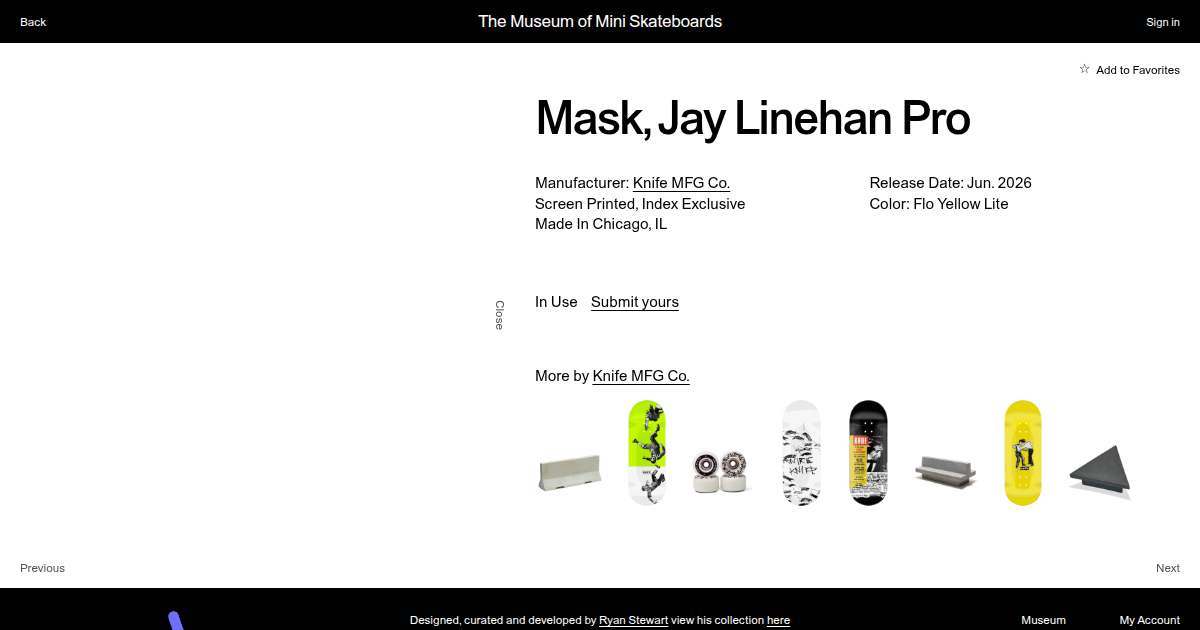 Back
The Museum of Mini Skateboards
Sign in
☆ Add to Favorites
Mask, Jay Linehan Pro
Manufacturer: Knife MFG Co.
Screen Printed, Index Exclusive
Made In Chicago, IL
Release Date: Jun. 2026
Color: Flo Yellow Lite
Close
In Use Submit yours
More by Knife MFG Co.
Previous
Next
Designed, curated and developed by Ryan Stewart view his collection here
Museum
My Account